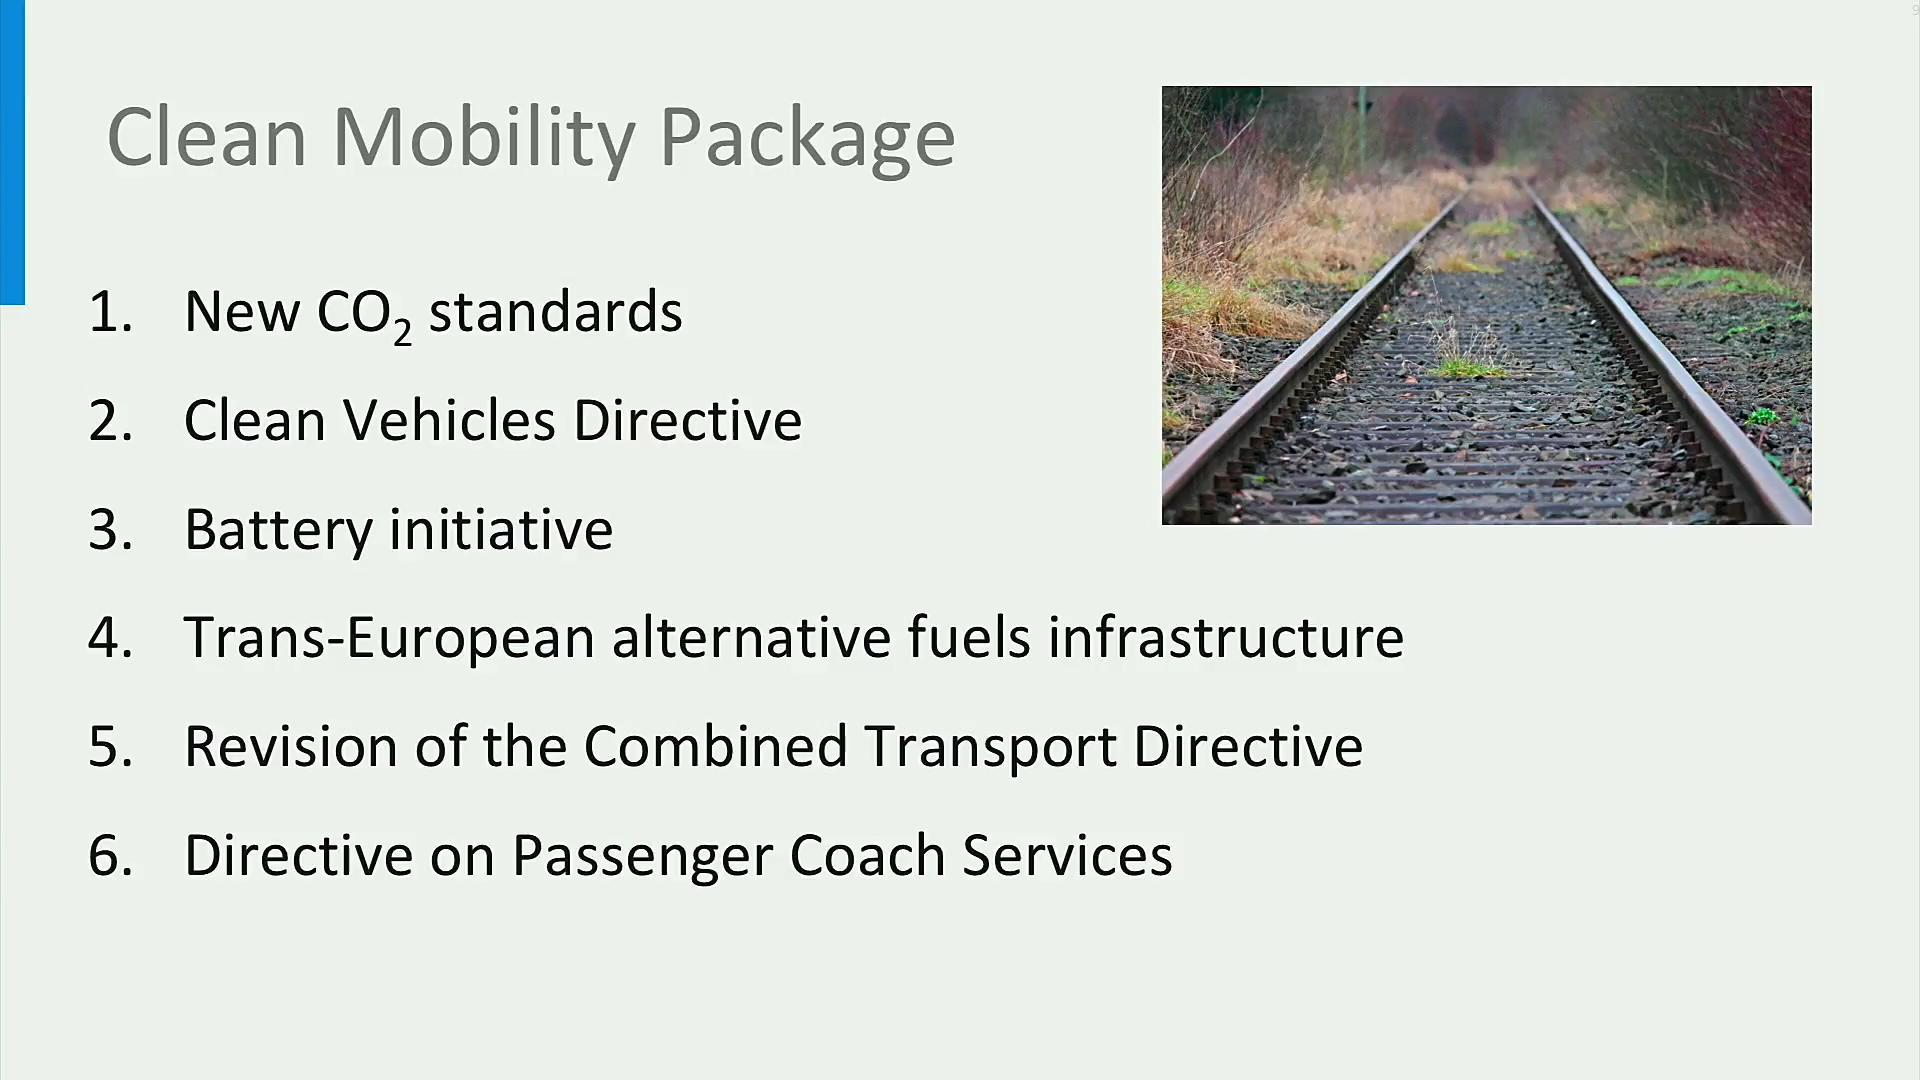 9
Clean Mobility Package
1. New CO₂ standards
2. Clean Vehicles Directive
3. Battery initiative
4. Trans-European alternative fuels infrastructure
5. Revision of the Combined Transport Directive
6. Directive on Passenger Coach Services